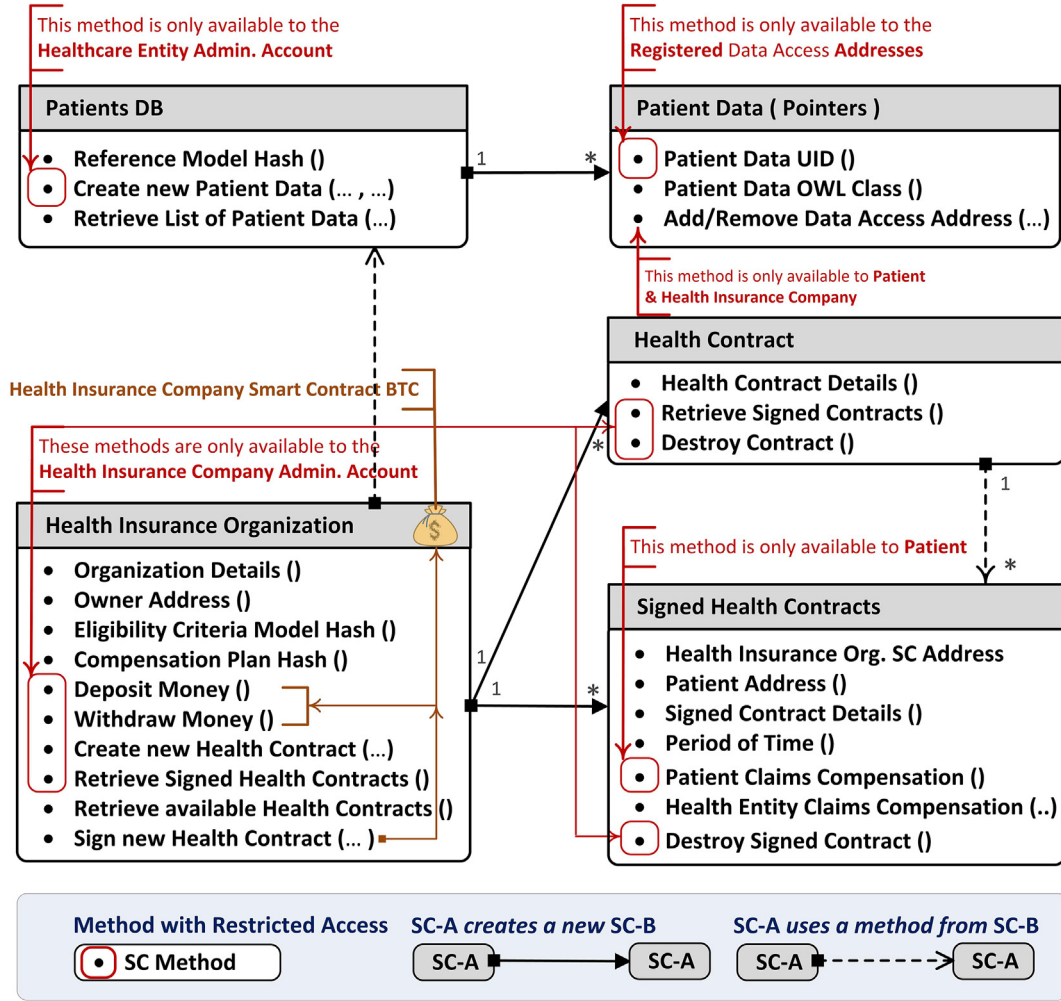 This method is only available to the
Healthcare Entity Admin. Account
This method is only available to the
Registered Data Access Addresses
Patients DB
• Reference Model Hash ()
• Create new Patient Data (... , ...)
• Retrieve List of Patient Data (...)
1
*
Patient Data ( Pointers )
• Patient Data UID ()
• Patient Data OWL Class ()
• Add/Remove Data Access Address (...)
This method is only available to Patient
& Health Insurance Company
Health Contract
• Health Contract Details ()
• Retrieve Signed Contracts ()
• Destroy Contract ()
*
1
*
Health Insurance Company Smart Contract BTC
These methods are only available to the
Health Insurance Company Admin. Account
Health Insurance Organization
$
• Organization Details ()
• Owner Address ()
• Eligibility Criteria Model Hash ()
• Compensation Plan Hash ()
• Deposit Money ()
• Withdraw Money ()
• Create new Health Contract (...)
• Retrieve Signed Health Contracts ()
• Retrieve available Health Contracts ()
• Sign new Health Contract (... )
1
1
*
This method is only available to Patient
Signed Health Contracts
• Health Insurance Org. SC Address
• Patient Address ()
• Signed Contract Details ()
• Period of Time ()
• Patient Claims Compensation ()
• Health Entity Claims Compensation (..)
• Destroy Signed Contract ()
Method with Restricted Access
• SC Method
SC-A creates a new SC-B
SC-A
SC-A
SC-A uses a method from SC-B
SC-A
SC-A